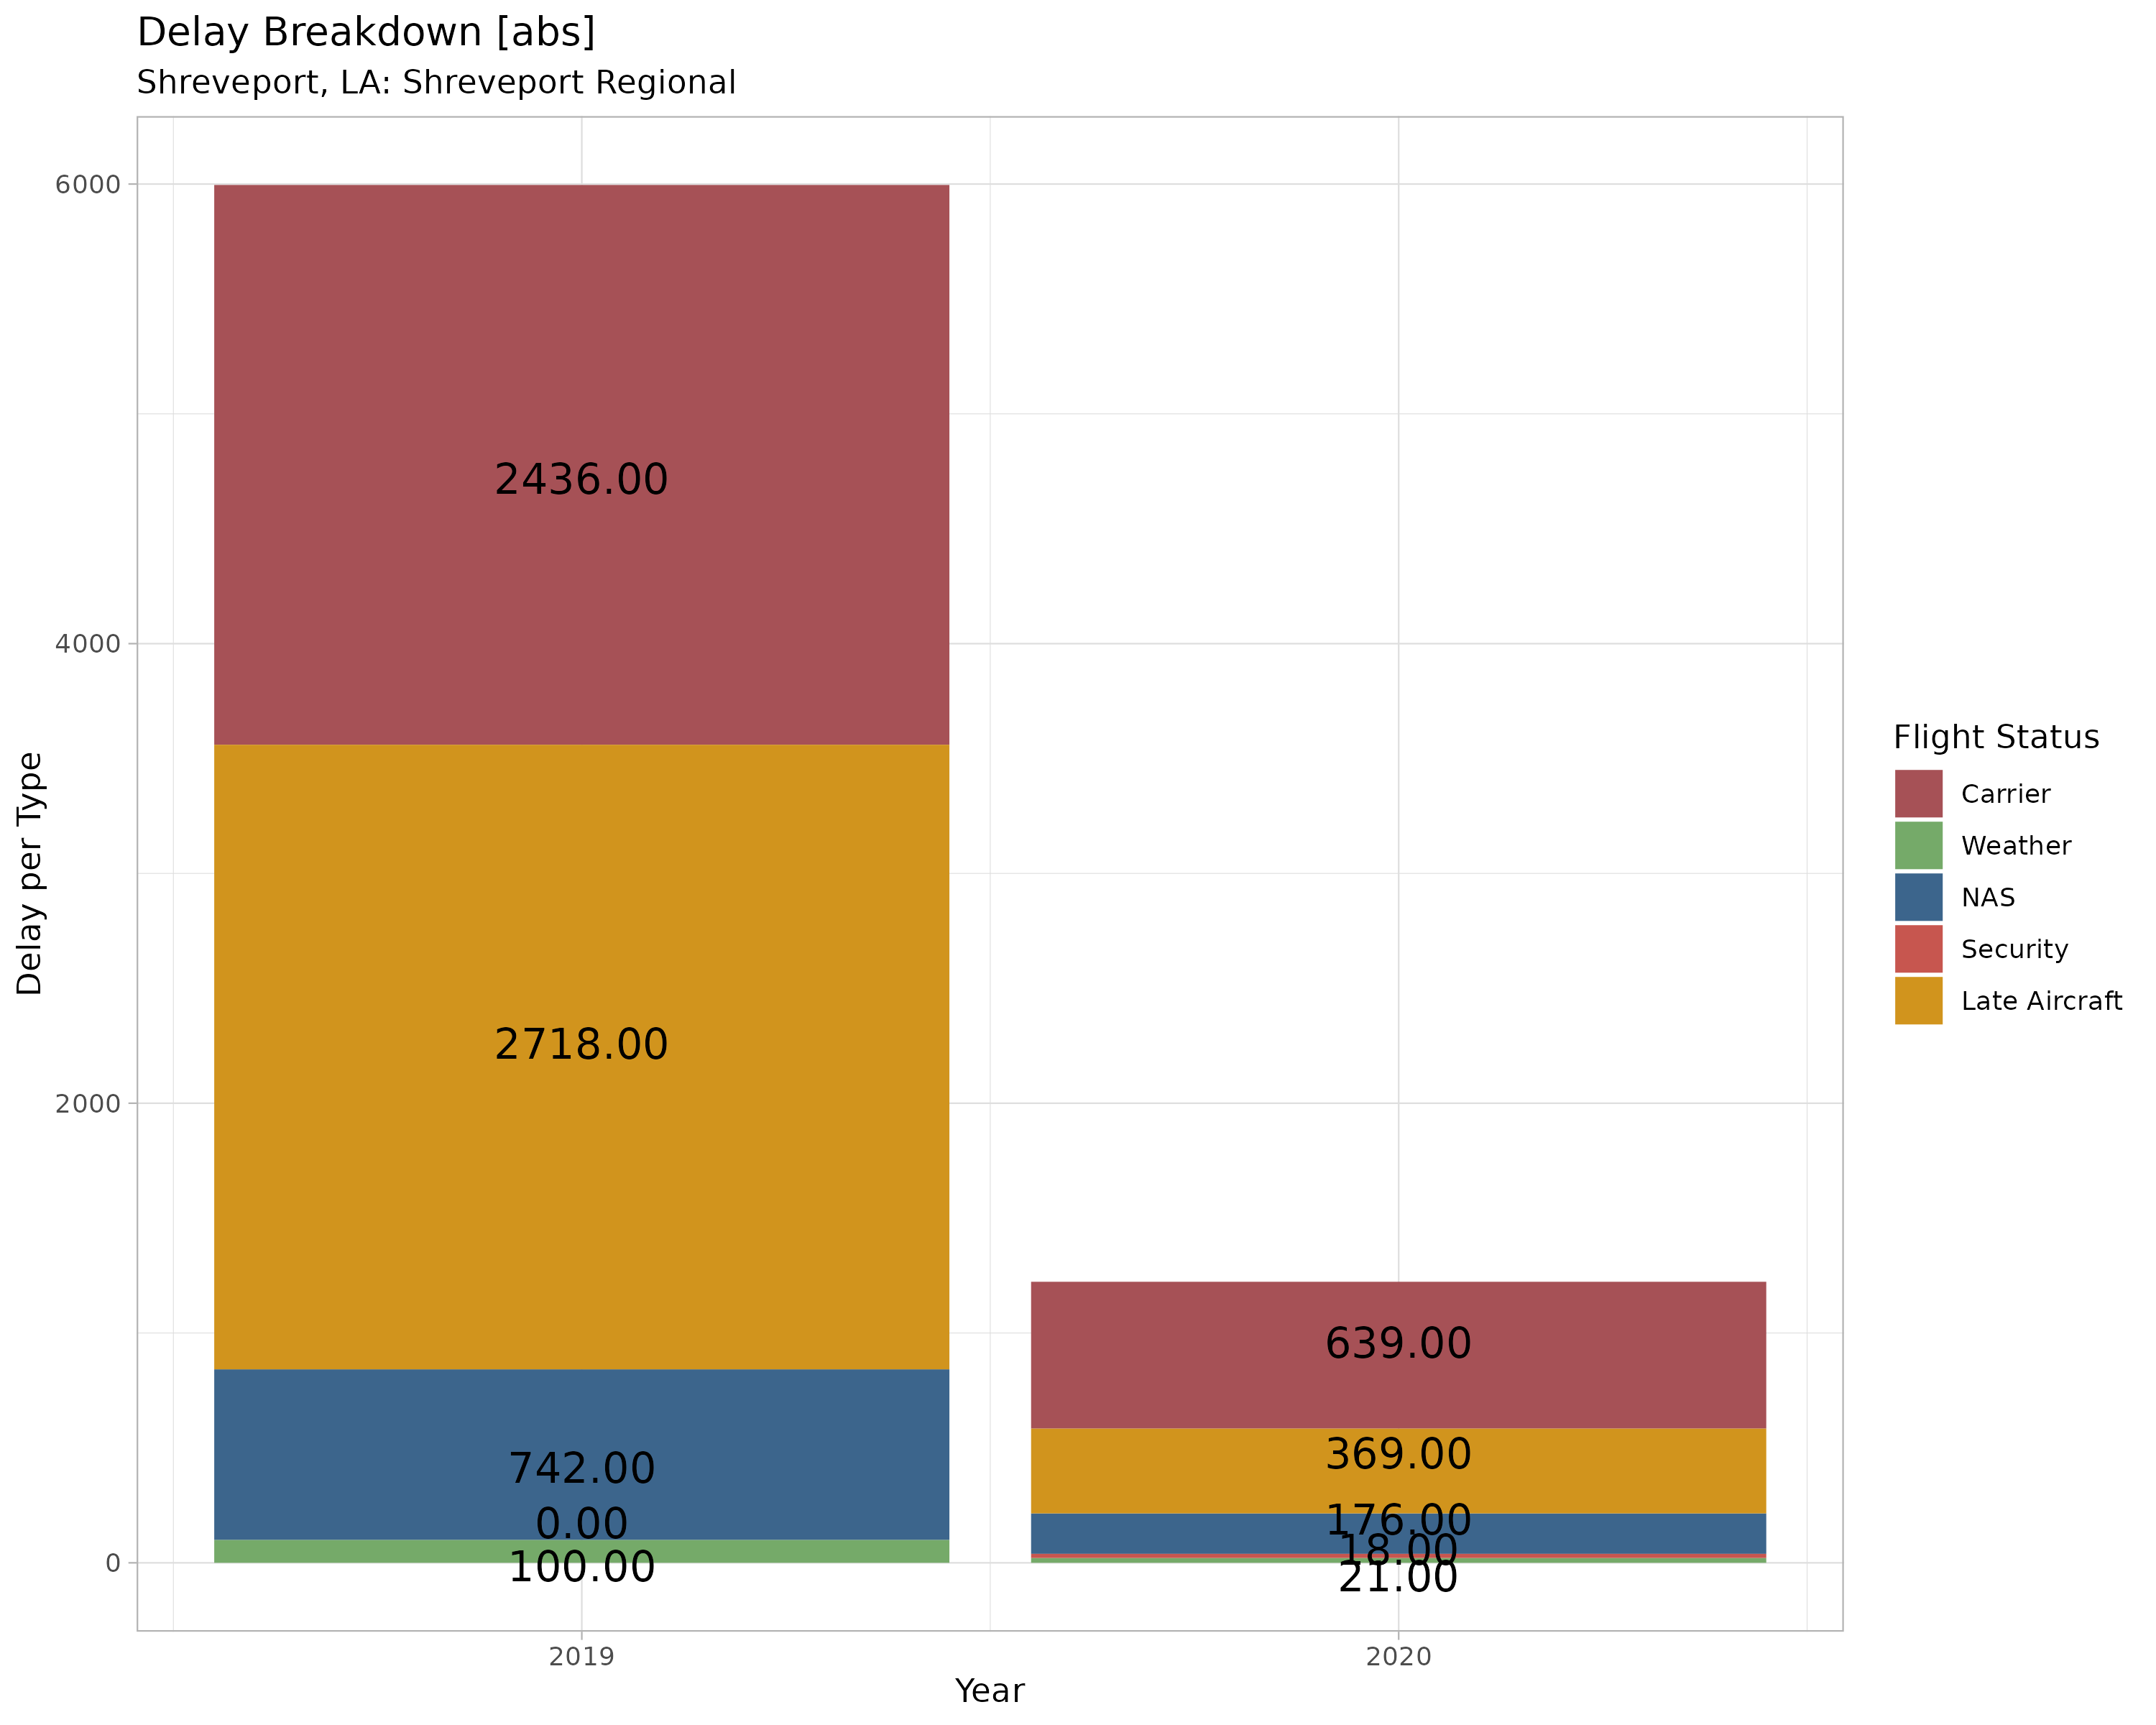 Delay Breakdown [abs]
Shreveport, LA: Shreveport Regional
6000
4000
2000
0
Delay per Type
2436.00
2718.00
742.00
0.00
100.00
639.00
369.00
176.00
18.00
21.00
2019
2020
Year
Flight Status
Carrier
Weather
NAS
Security
Late Aircraft